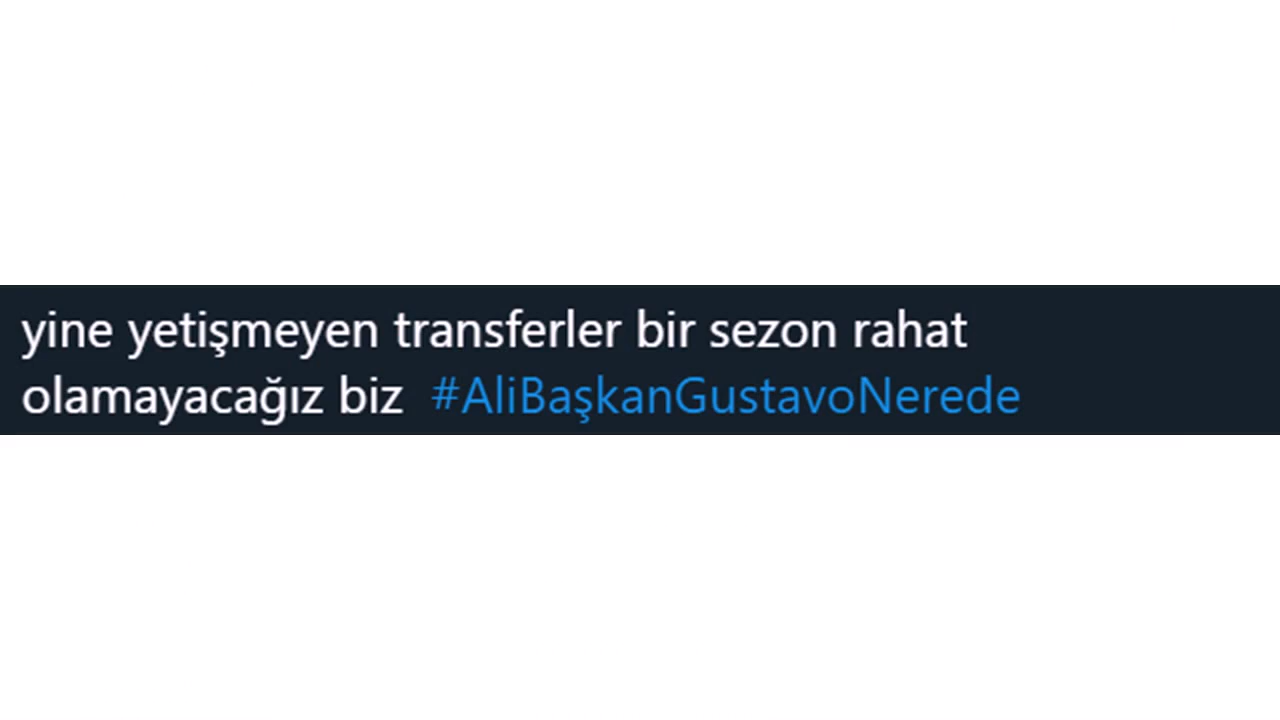 yine yetişmeyen transferler bir sezon rahat
olamayacağız biz #AliBaşkanGustavoNerede